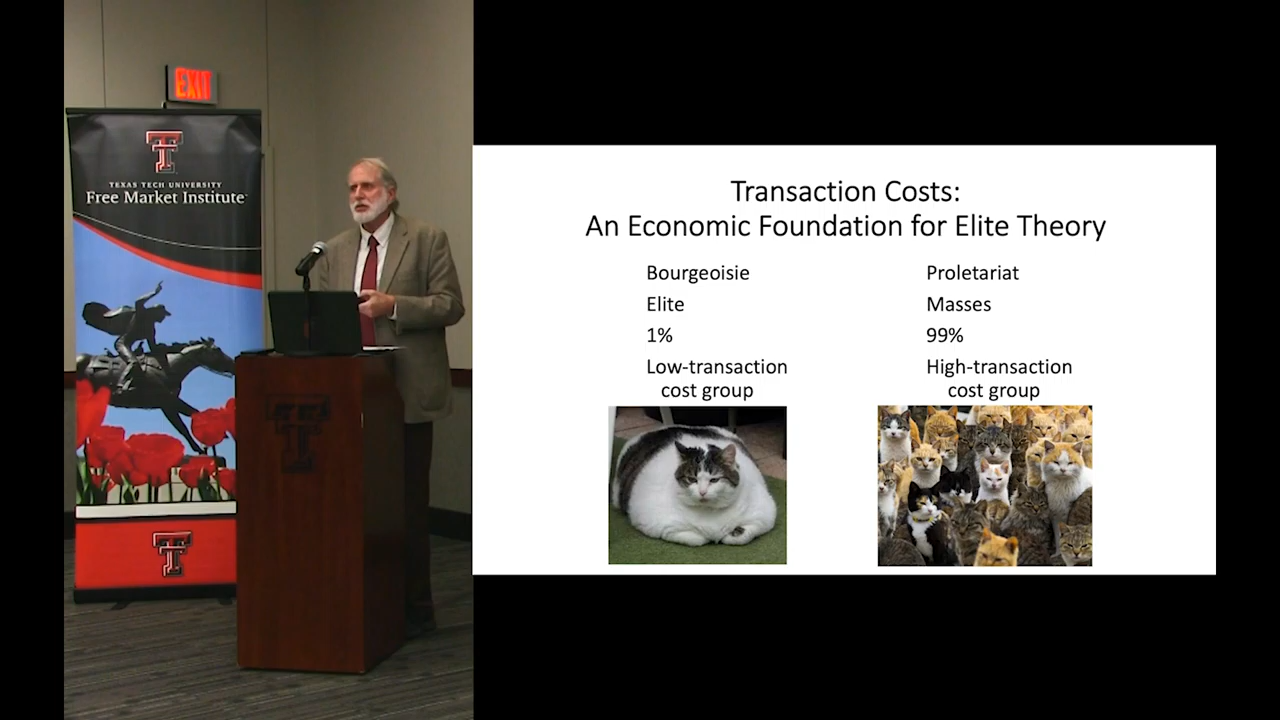 EXIT
TEXAS TECH UNIVERSITY
Free Market Institute
Transaction Costs:
An Economic Foundation for Elite Theory
Bourgeoisie
Elite
1%
Low-transaction
cost group
Proletariat
Masses
99%
High-transaction
cost group